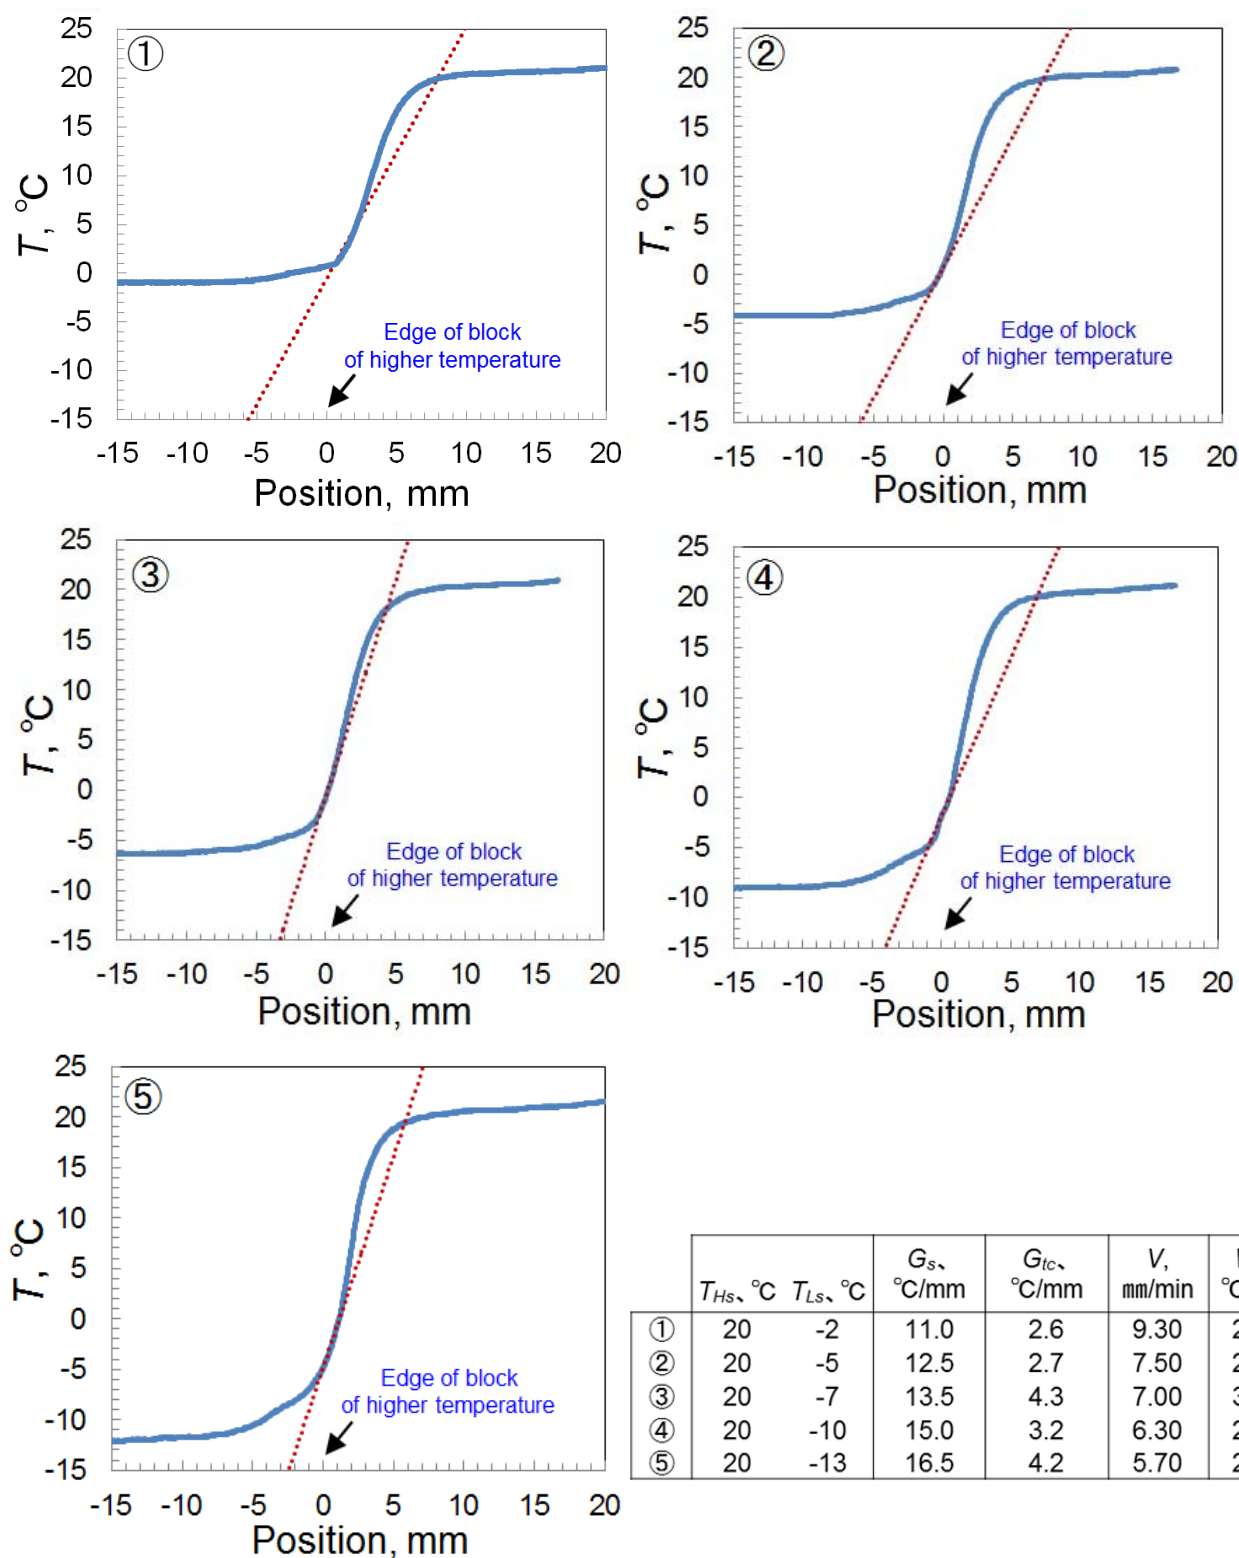 ①
25
20
15
10
5
0
-5
-10
-15
T, °C
Edge of block
of higher temperature
-15 -10 -5 0 5 10 15 20
Position, mm
②
25
20
15
10
5
0
-5
-10
-15
T, °C
Edge of block
of higher temperature
-15 -10 -5 0 5 10 15 20
Position, mm
③
25
20
15
10
5
0
-5
-10
-15
T, °C
Edge of block
of higher temperature
-15 -10 -5 0 5 10 15 20
Position, mm
④
25
20
15
10
5
0
-5
-10
-15
T, °C
Edge of block
of higher temperature
-15 -10 -5 0 5 10 15 20
Position, mm
⑤
25
20
15
10
5
0
-5
-10
-15
T, °C
Edge of block
of higher temperature
-15 -10 -5 0 5 10 15 20
Position, mm
Gs、 Gtc、 V,
THs、℃ TLs、℃ ℃/mm ℃/mm ㎜/min
① 20 -2 11.0 2.6 9.30
② 20 -5 12.5 2.7 7.50
③ 20 -7 13.5 4.3 7.00
④ 20 -10 15.0 3.2 6.30
⑤ 20 -13 16.5 4.2 5.70